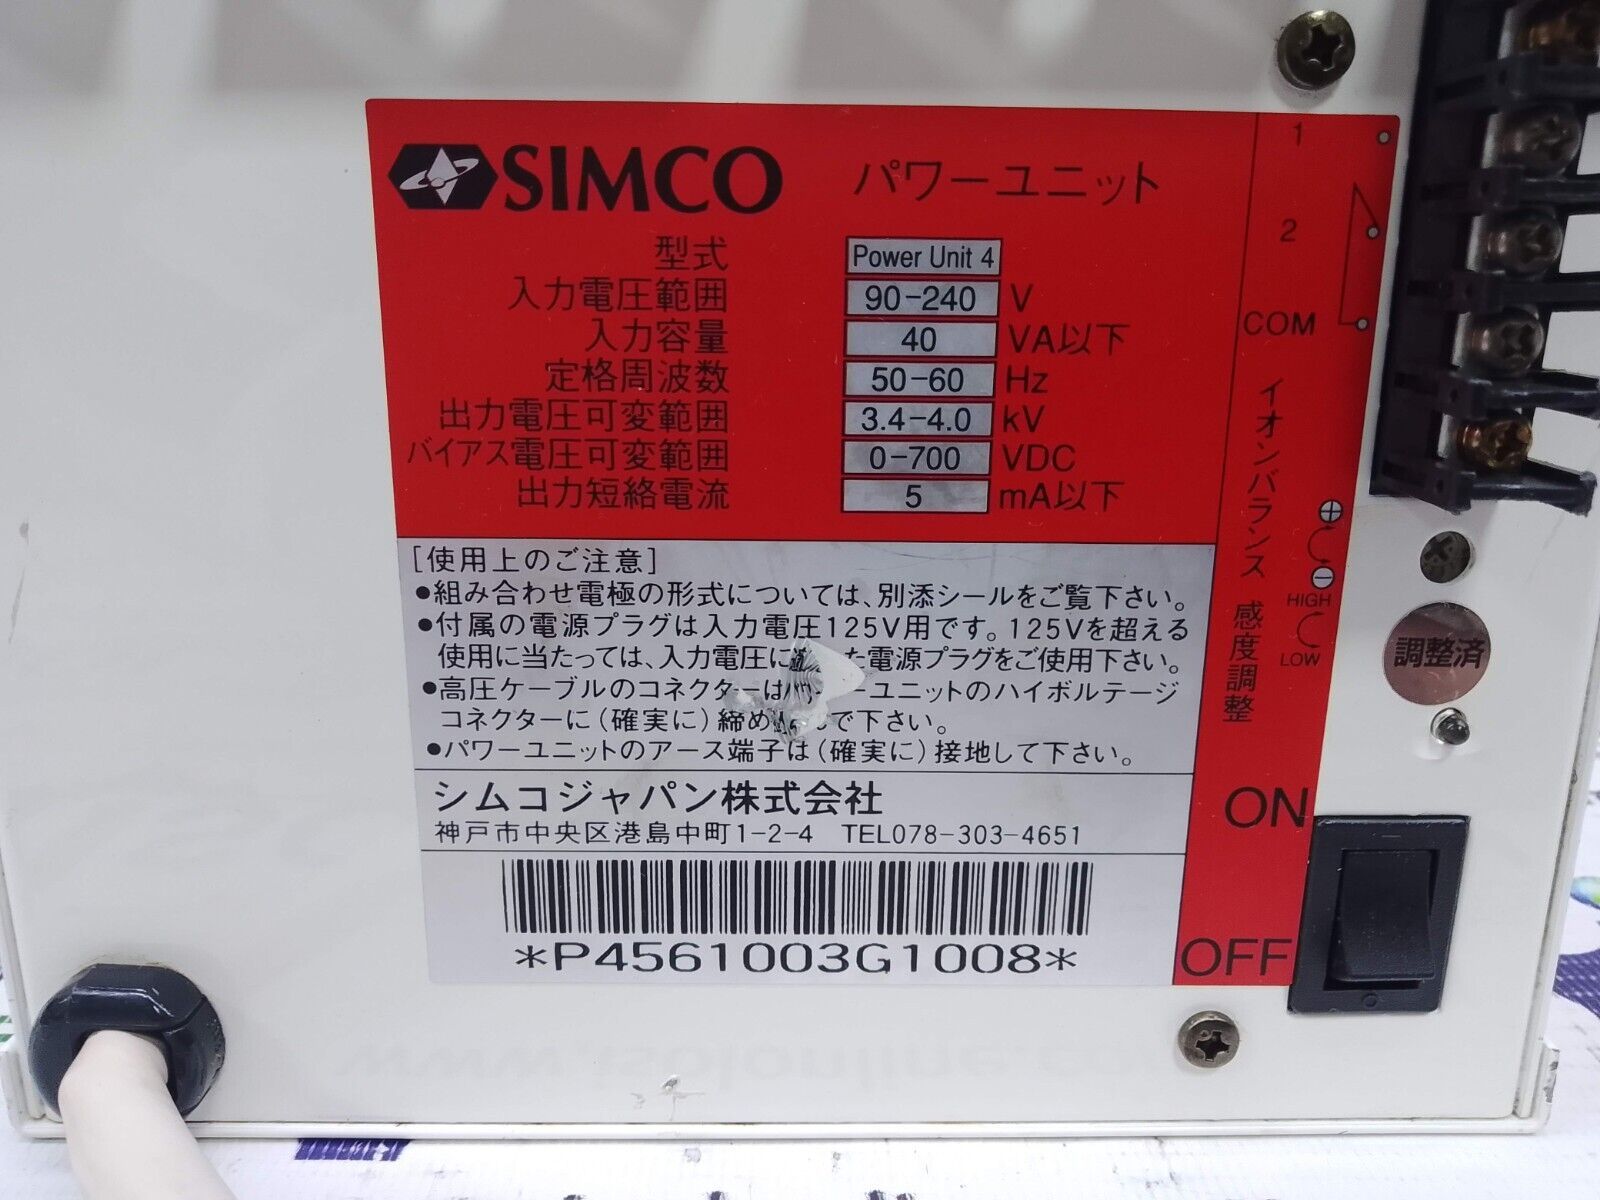 SIMCO パワーユニット
型式 Power Unit 4
入力電圧範囲 90-240 V
入力容量 40 VA以下
定格周波数 50-60 Hz
出力電圧可変範囲 3.4-4.0 kV
バイアス電圧可変範囲 0-700 VDC
出力短絡電流 5 mA以下
[使用上のご注意]
●組み合わせ電極の形式については、別添シールをご覧下さい。
●付属の電源プラグは入力電圧125V用です。125Vを超える
使用に当たっては、入力電圧に た電源プラグをご使用下さい。
●高圧ケーブルのコネクターは ユニットのハイボルテージ
コネクターに(確実に)締め で下さい。
●パワーユニットのアース端子は(確実に)接地して下さい。
シムコジャパン株式会社
神戸市中央区港島中町1-2-4 TEL078-303-4651
*P4561003G1008*
1
2
COM
イオンバランス
⊕
⊖
感度調整
HIGH
LOW
調整済
ON
OFF